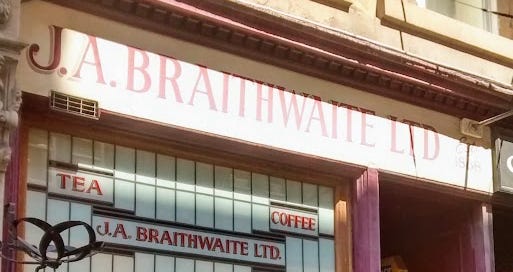 J.A. BRAITHWAITE LTD
TEA
COFFEE
J.A. BRAITHWAITE LTD.